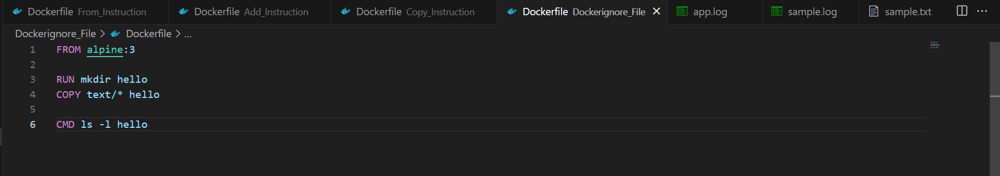 Dockerfile From_Instruction Dockerfile Add_Instruction Dockerfile Copy_Instruction Dockerfile Dockerignore_File app.log sample.log sample.txt
Dockerignore_File > Dockerfile > ...
1 FROM alpine:3
2
3 RUN mkdir hello
4 COPY text/* hello
5
6 CMD ls -l hello